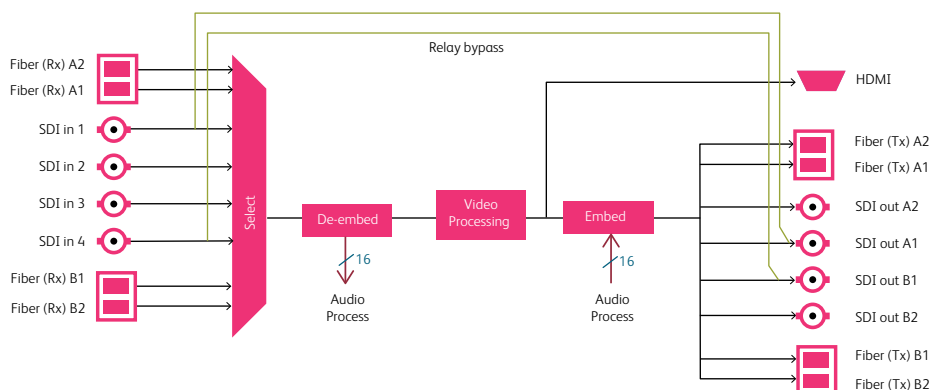 Relay bypass
Fiber (Rx) A2
Fiber (Rx) A1
SDI in 1
SDI in 2
SDI in 3
SDI in 4
Fiber (Rx) B1
Fiber (Rx) B2
Select
De-embed
16
Audio
Process
Video
Processing
Embed
16
Audio
Process
HDMI
Fiber (Tx) A2
Fiber (Tx) A1
SDI out A2
SDI out A1
SDI out B1
SDI out B2
Fiber (Tx) B1
Fiber (Tx) B2